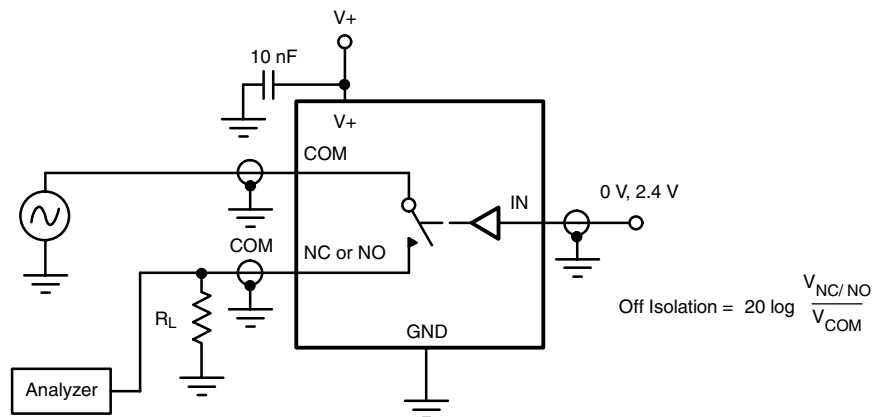 V+
10 nF
V+
COM
IN
0 V, 2.4 V
COM
NC or NO
Off Isolation = 20 log V_NC/ NO / V_COM
R_L
GND
Analyzer